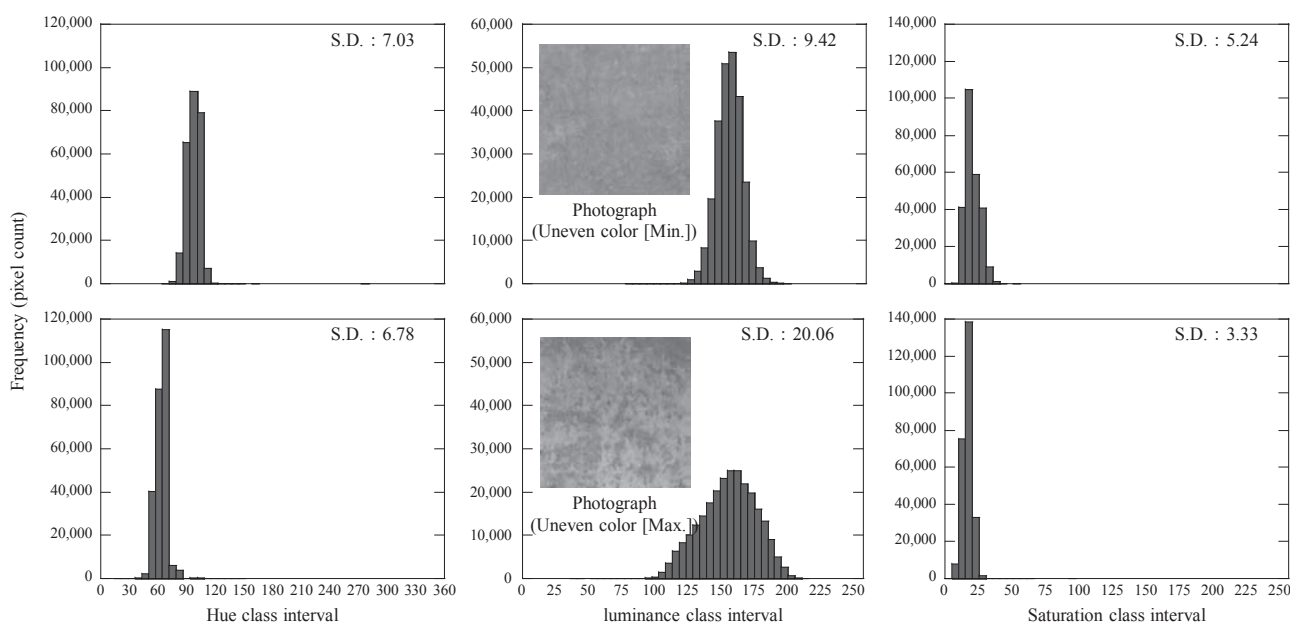 Frequency (pixel count)
120,000
100,000
80,000
60,000
40,000
20,000
0
S.D. : 7.03
60,000
50,000
40,000
30,000
20,000
10,000
0
S.D. : 9.42
Photograph
(Uneven color [Min.])
140,000
120,000
100,000
80,000
60,000
40,000
20,000
0
S.D. : 5.24
120,000
100,000
80,000
60,000
40,000
20,000
0
S.D. : 6.78
0 30 60 90 120 150 180 210 240 270 300 330 360
Hue class interval
60,000
50,000
40,000
30,000
20,000
10,000
0
S.D. : 20.06
Photograph
(Uneven color [Max.])
0 25 50 75 100 125 150 175 200 225 250
luminance class interval
140,000
120,000
100,000
80,000
60,000
40,000
20,000
0
S.D. : 3.33
0 25 50 75 100 125 150 175 200 225 250
Saturation class interval